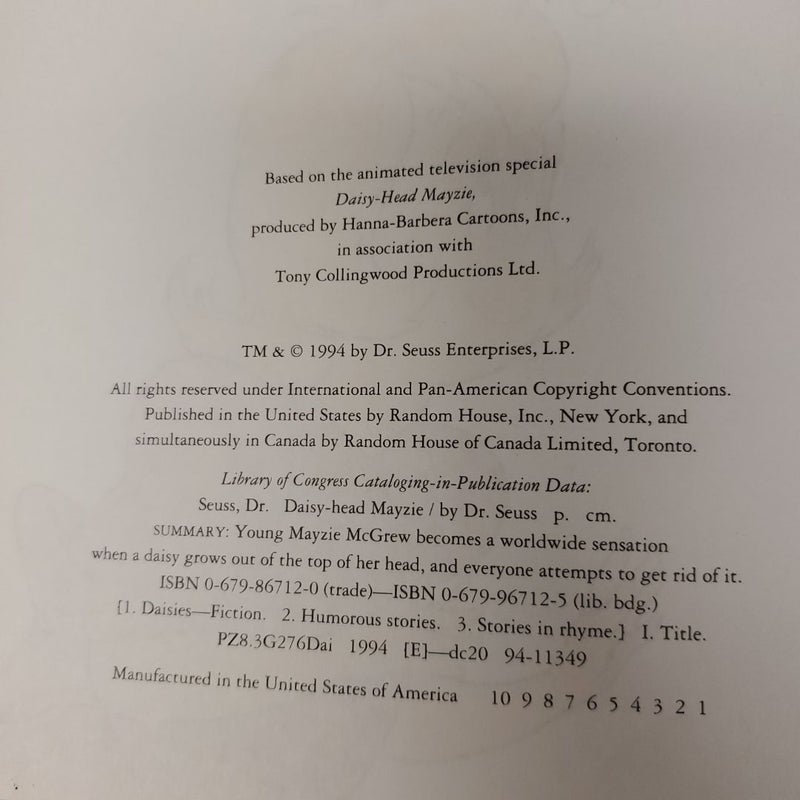 Based on the animated television special
Daisy-Head Mayzie,
produced by Hanna-Barbera Cartoons, Inc.,
in association with
Tony Collingwood Productions Ltd.
TM & © 1994 by Dr. Seuss Enterprises, L.P.
All rights reserved under International and Pan-American Copyright Conventions.
Published in the United States by Random House, Inc., New York, and
simultaneously in Canada by Random House of Canada Limited, Toronto.
Library of Congress Cataloging-in-Publication Data:
Seuss, Dr. Daisy-head Mayzie / by Dr. Seuss p. cm.
SUMMARY: Young Mayzie McGrew becomes a worldwide sensation
when a daisy grows out of the top of her head, and everyone attempts to get rid of it.
ISBN 0-679-86712-0 (trade)—ISBN 0-679-96712-5 (lib. bdg.)
[1. Daisies—Fiction. 2. Humorous stories. 3. Stories in rhyme.] I. Title.
PZ8.3G276Dai 1994 [E]—dc20 94-11349
Manufactured in the United States of America 10 9 8 7 6 5 4 3 2 1